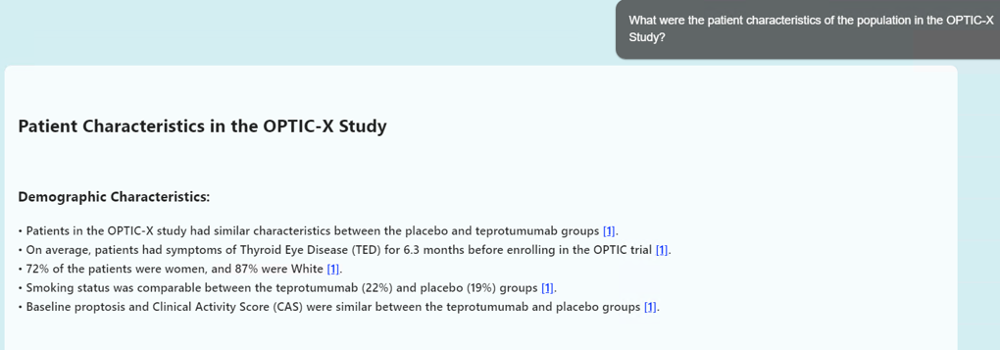 What were the patient characteristics of the population in the OPTIC-X
Study?
Patient Characteristics in the OPTIC-X Study
Demographic Characteristics:
• Patients in the OPTIC-X study had similar characteristics between the placebo and teprotumumab groups [1].
• On average, patients had symptoms of Thyroid Eye Disease (TED) for 6.3 months before enrolling in the OPTIC trial [1].
• 72% of the patients were women, and 87% were White [1].
• Smoking status was comparable between the teprotumumab (22%) and placebo (19%) groups [1].
• Baseline proptosis and Clinical Activity Score (CAS) were similar between the teprotumumab and placebo groups [1].